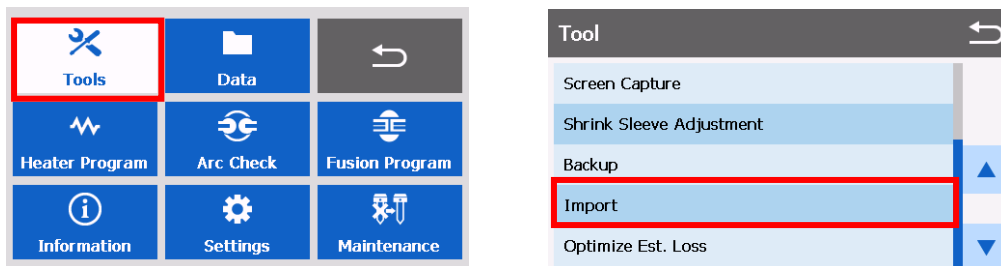 Tools
Data
Heater Program
Arc Check
Fusion Program
Information
Settings
Maintenance
Tool
Screen Capture
Shrink Sleeve Adjustment
Backup
Import
Optimize Est. Loss